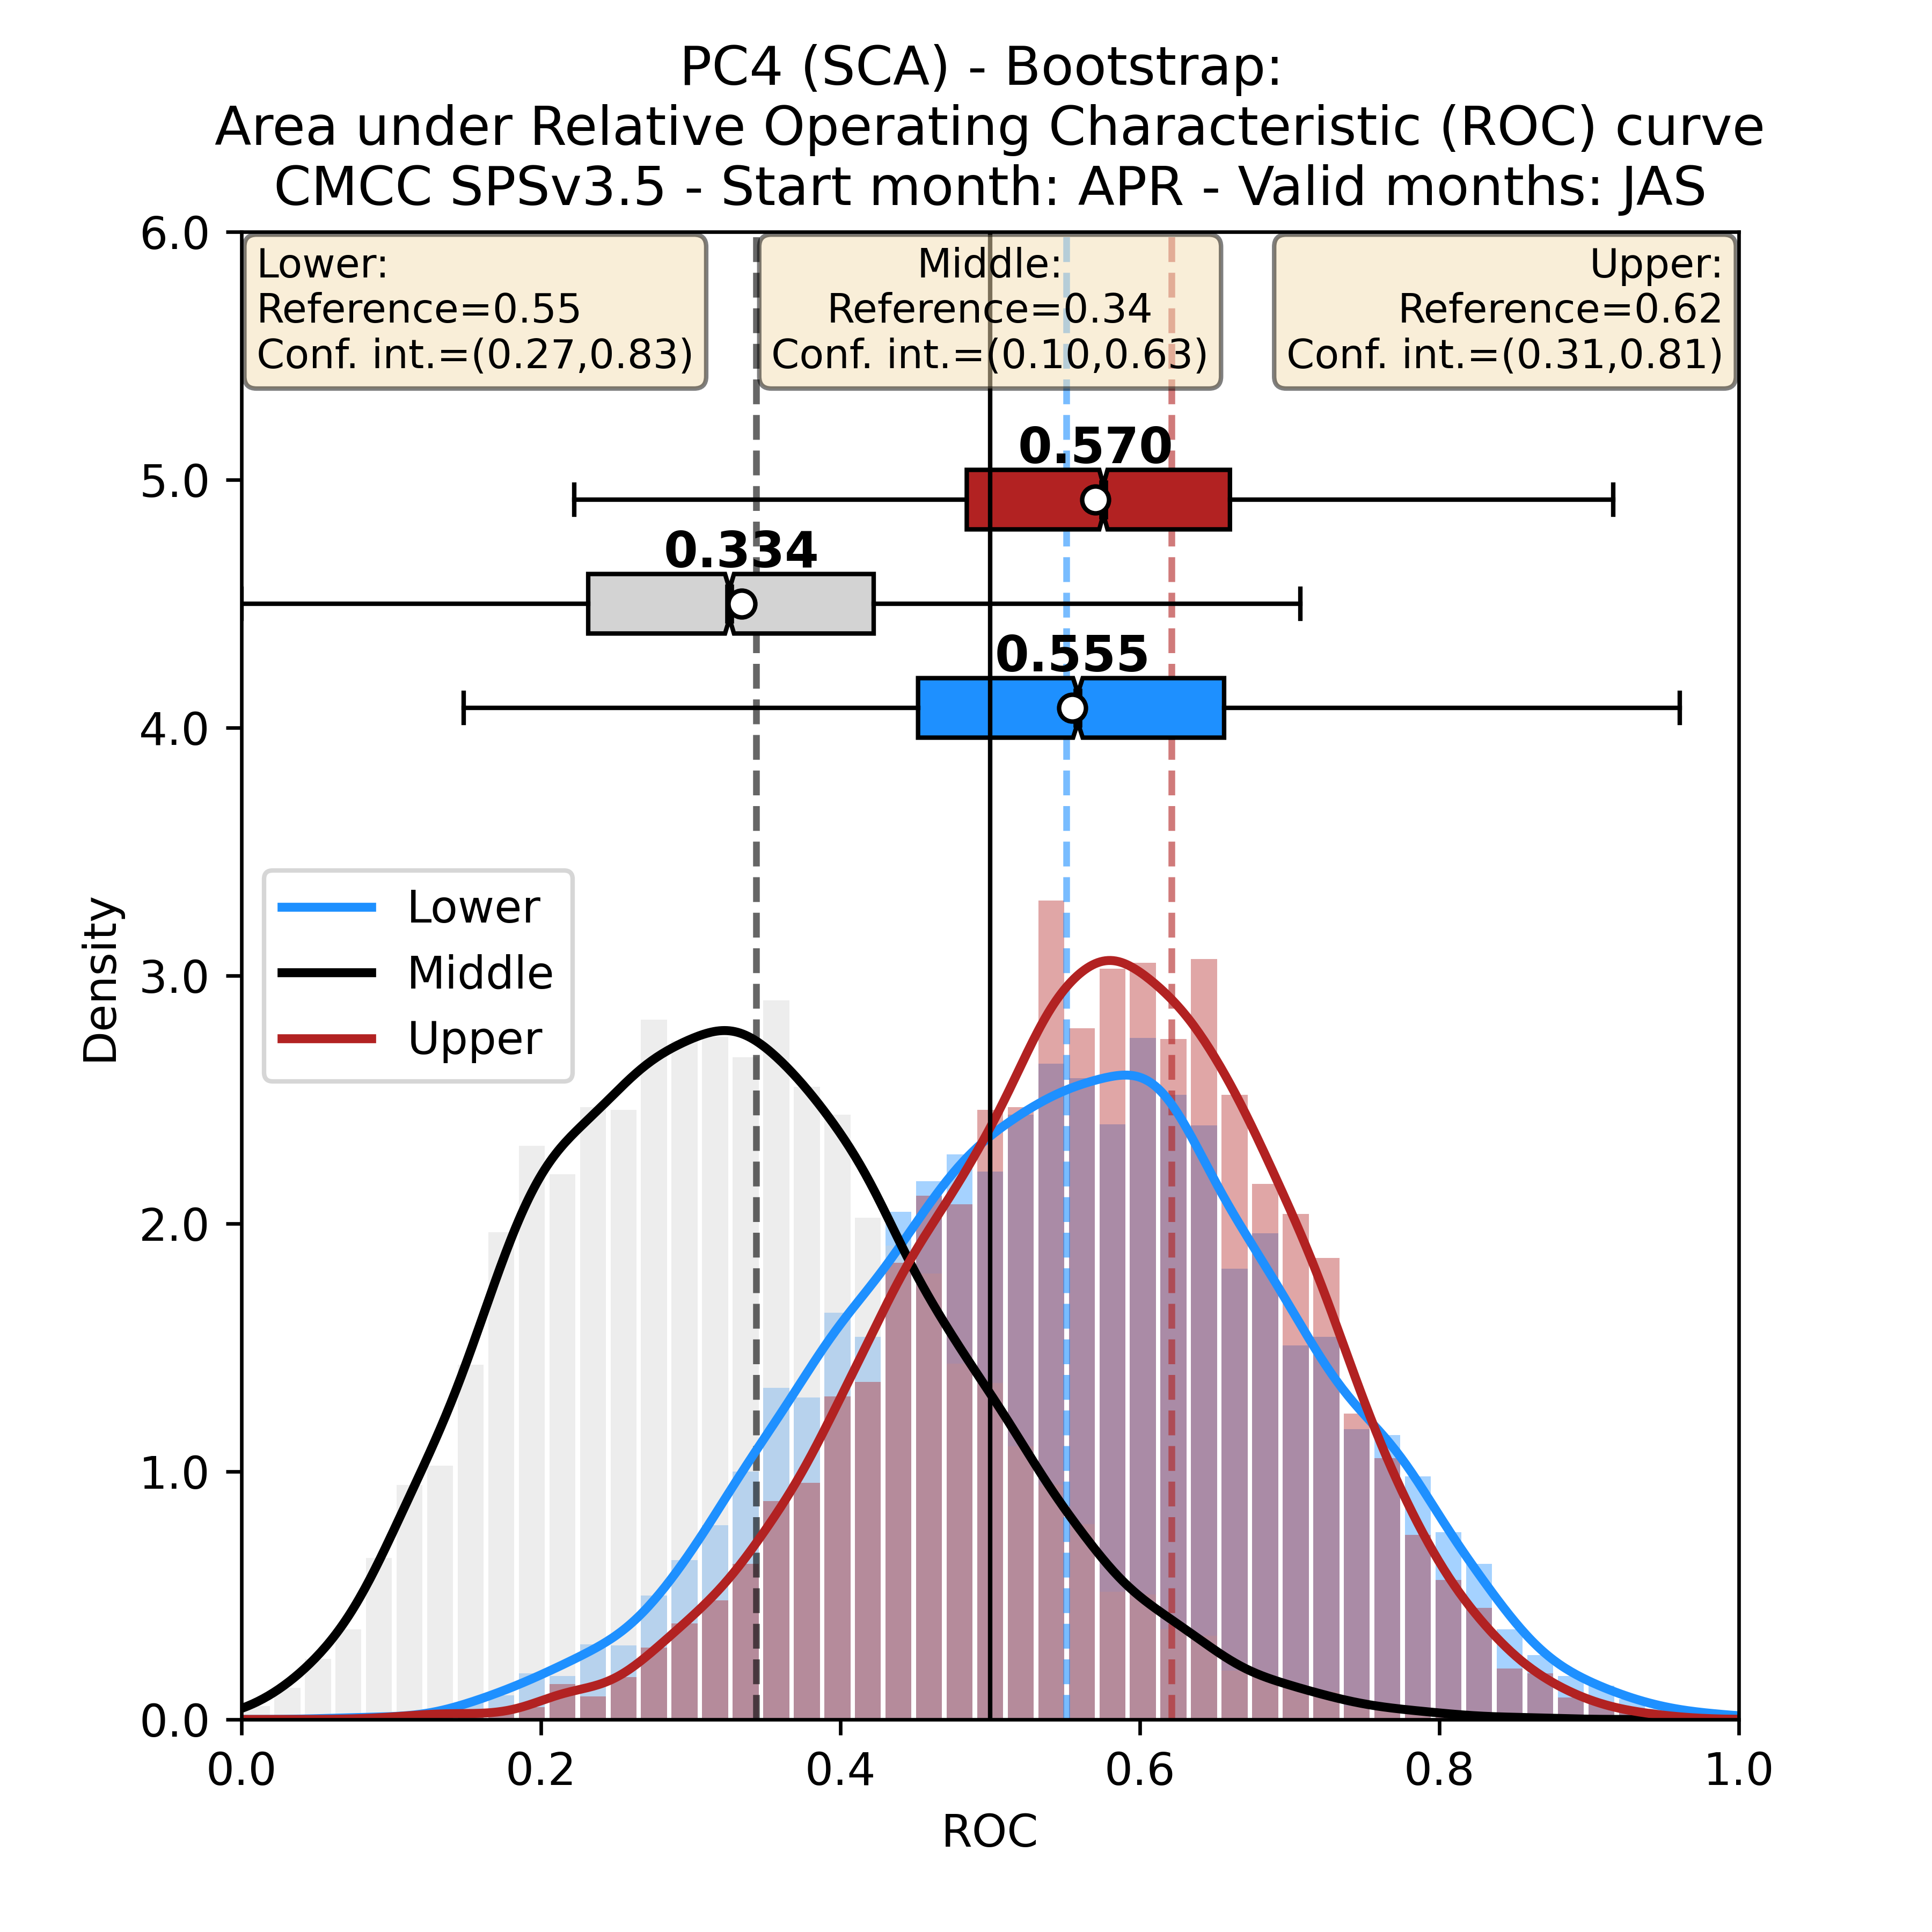 PC4 (SCA) - Bootstrap:
Area under Relative Operating Characteristic (ROC) curve
CMCC SPSv3.5 - Start month: APR - Valid months: JAS
Lower:
Reference=0.55
Conf. int.=(0.27,0.83)
Middle:
Reference=0.34
Conf. int.=(0.10,0.63)
Upper:
Reference=0.62
Conf. int.=(0.31,0.81)
0.570
0.334
0.555
Lower
Middle
Upper
Density
6.0
5.0
4.0
3.0
2.0
1.0
0.0
0.0 0.2 0.4 0.6 0.8 1.0
ROC